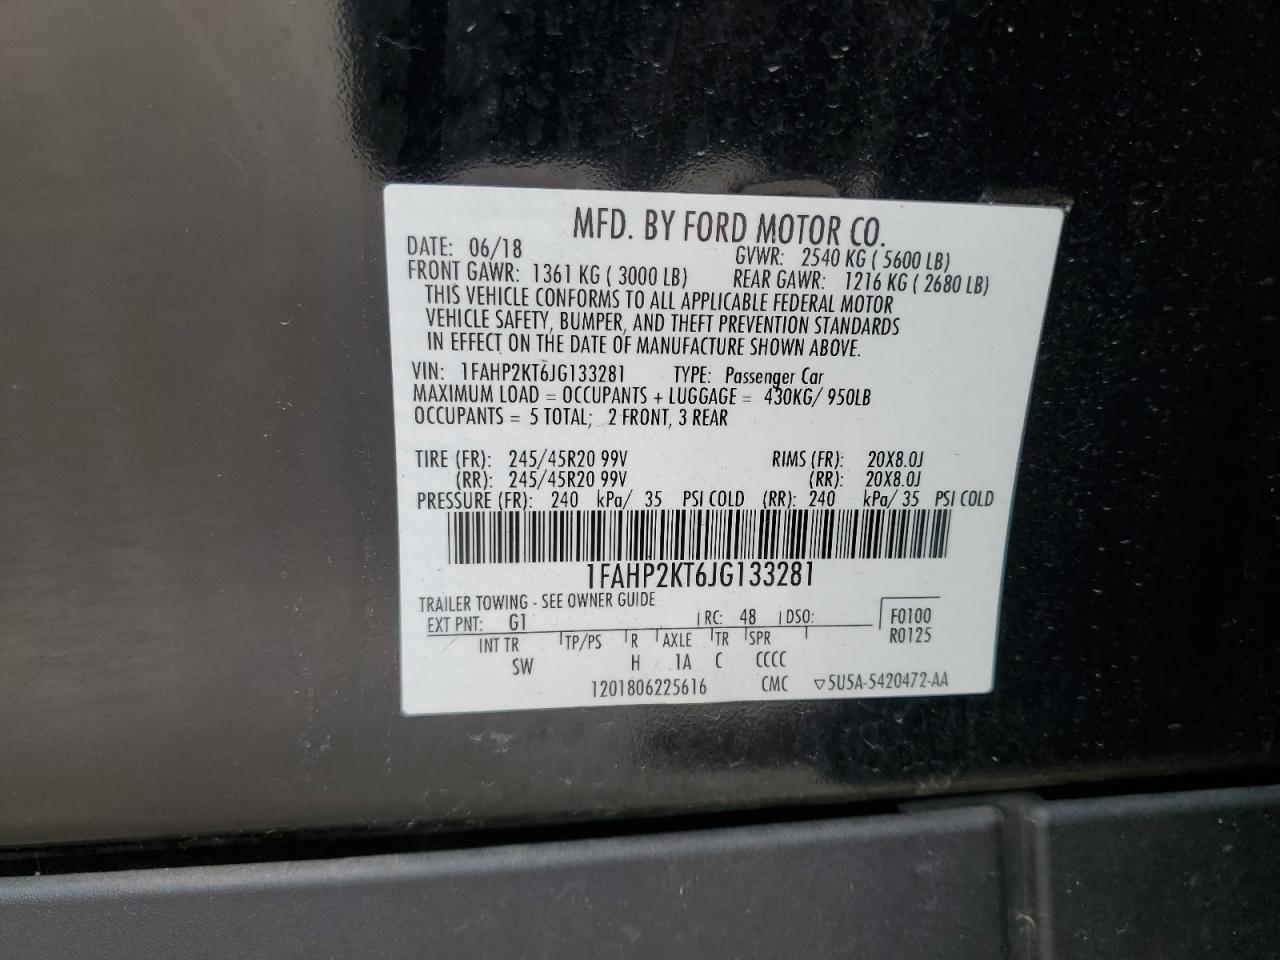 MFD. BY FORD MOTOR CO.
DATE: 06/18 GVWR: 2540 KG ( 5600 LB)
FRONT GAWR: 1361 KG ( 3000 LB) REAR GAWR: 1216 KG ( 2680 LB)
THIS VEHICLE CONFORMS TO ALL APPLICABLE FEDERAL MOTOR
VEHICLE SAFETY, BUMPER, AND THEFT PREVENTION STANDARDS
IN EFFECT ON THE DATE OF MANUFACTURE SHOWN ABOVE.
VIN: 1FAHP2KT6JG133281 TYPE: Passenger Car
MAXIMUM LOAD = OCCUPANTS + LUGGAGE = 430KG/ 950LB
OCCUPANTS = 5 TOTAL; 2 FRONT, 3 REAR
TIRE (FR): 245/45R20 99V RIMS (FR): 20X8.0J
(RR): 245/45R20 99V (RR): 20X8.0J
PRESSURE (FR): 240 kPa/ 35 PSI COLD (RR): 240 kPa/ 35 PSI COLD
1FAHP2KT6JG133281
TRAILER TOWING - SEE OWNER GUIDE
EXT PNT: G1 RC: 48 DSO: F0100
R0125
INT TR TP/PS R AXLE TR SPR
SW H 1A C CCCC
1201806225616 CMC ▽5U5A-5420472-AA